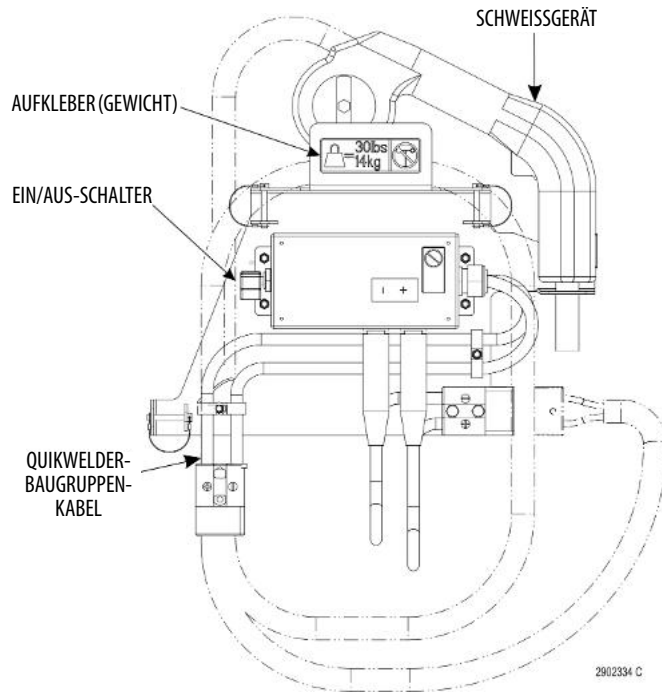 SCHWEISSGERÄT
AUFKLEBER (GEWICHT)
= 30lbs
14kg
EIN/AUS-SCHALTER
- +
QUIKWELDER-
BAUGRUPPEN-
KABEL
2902334 C